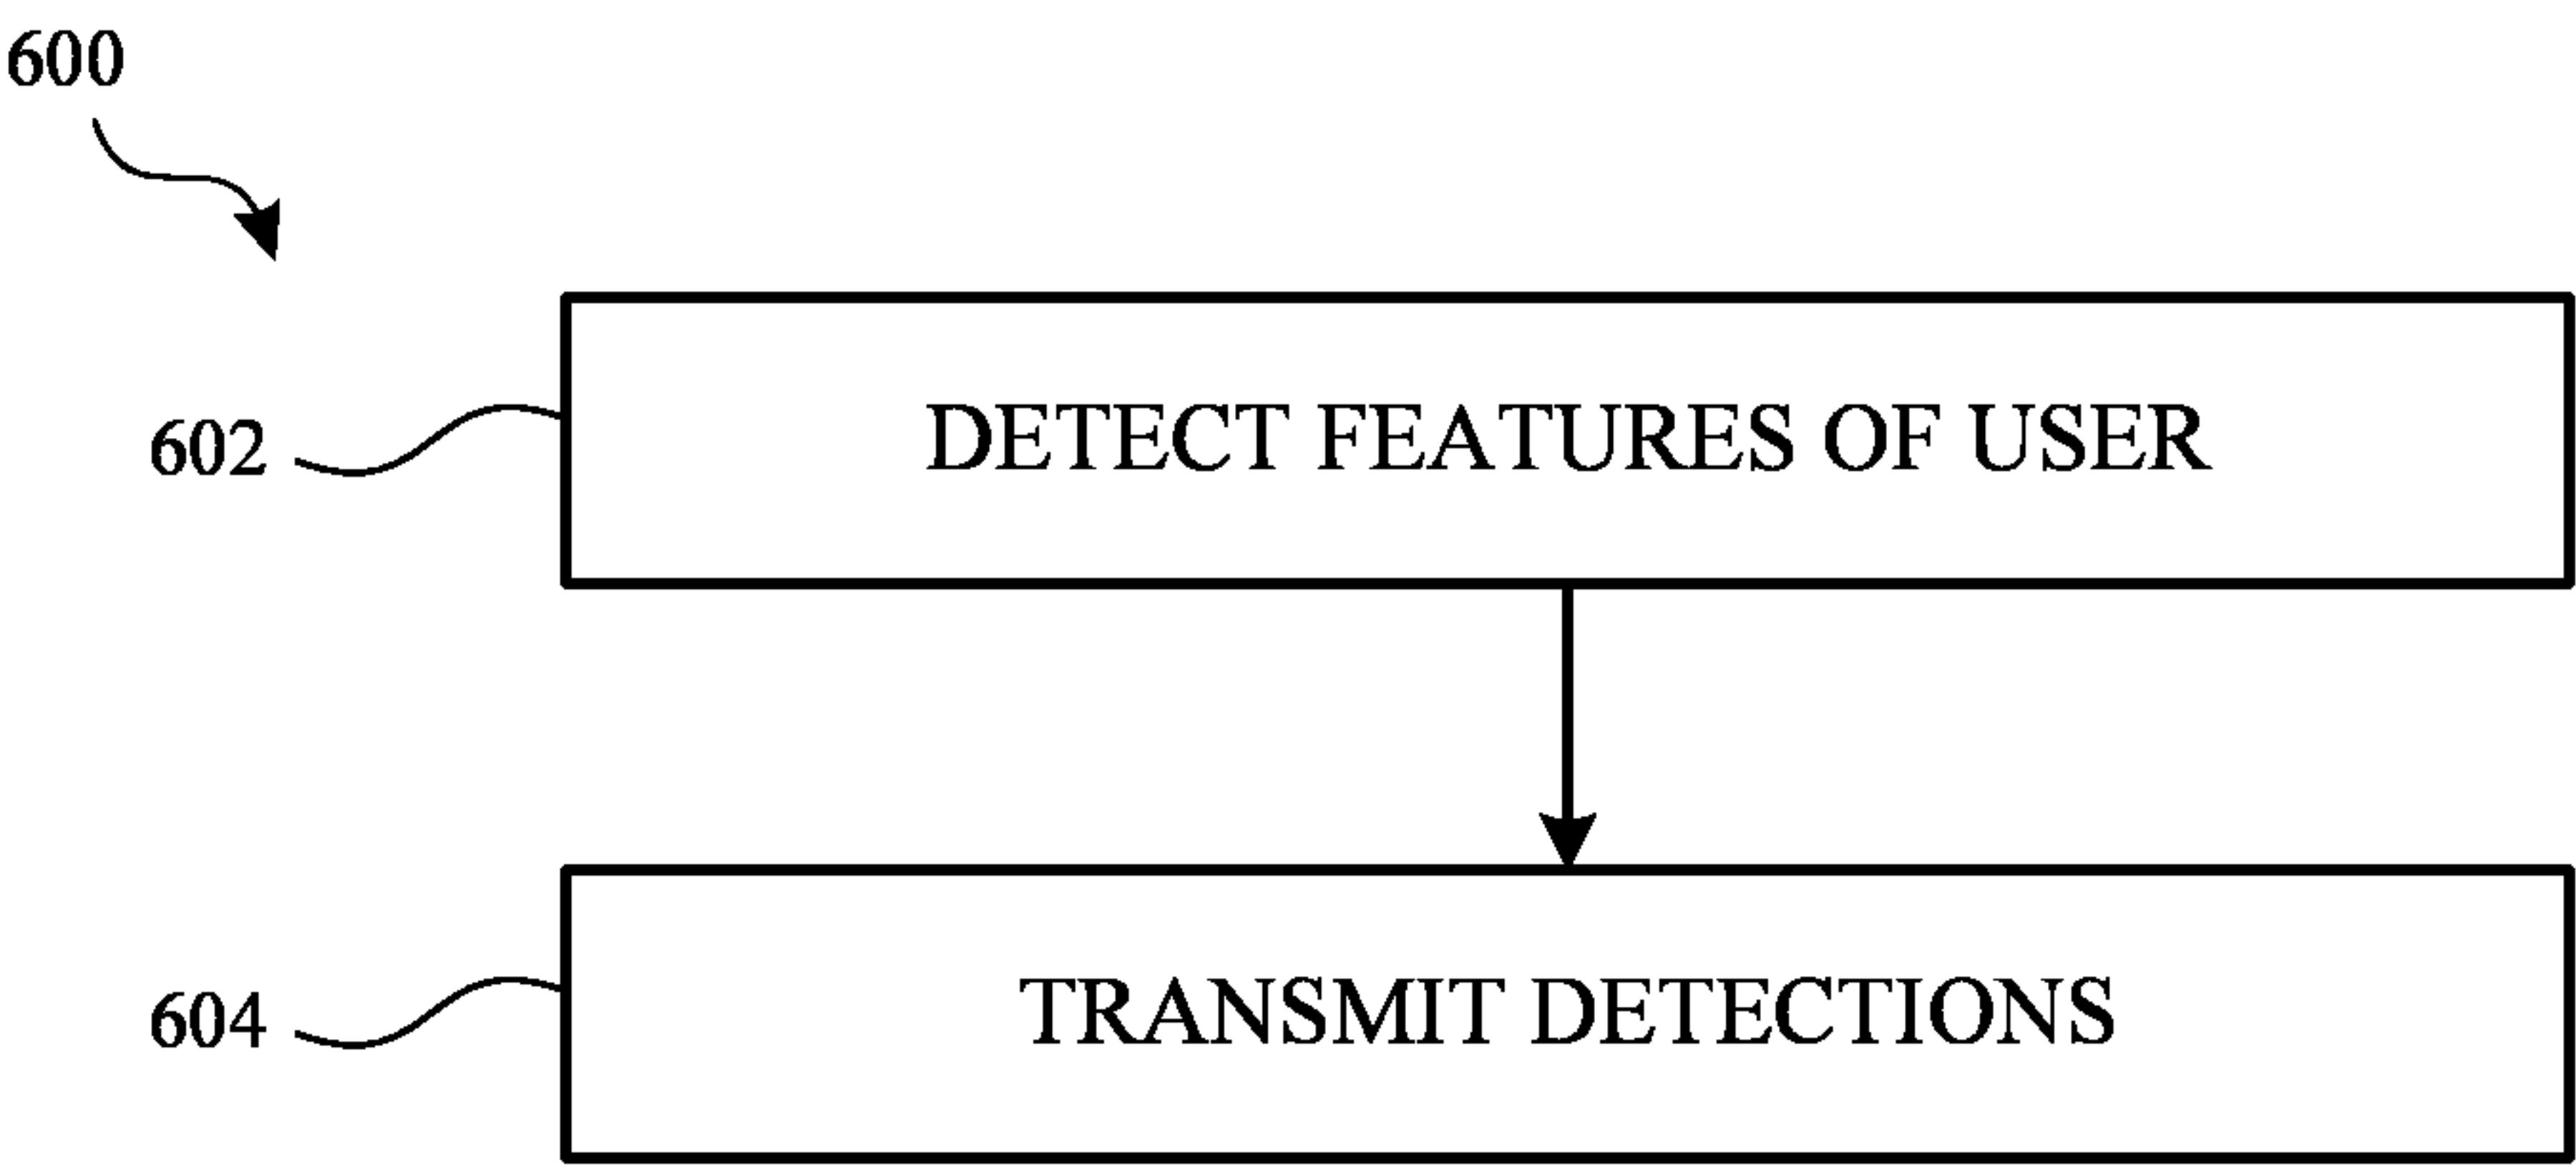 600
602
DETECT FEATURES OF USER
604
TRANSMIT DETECTIONS